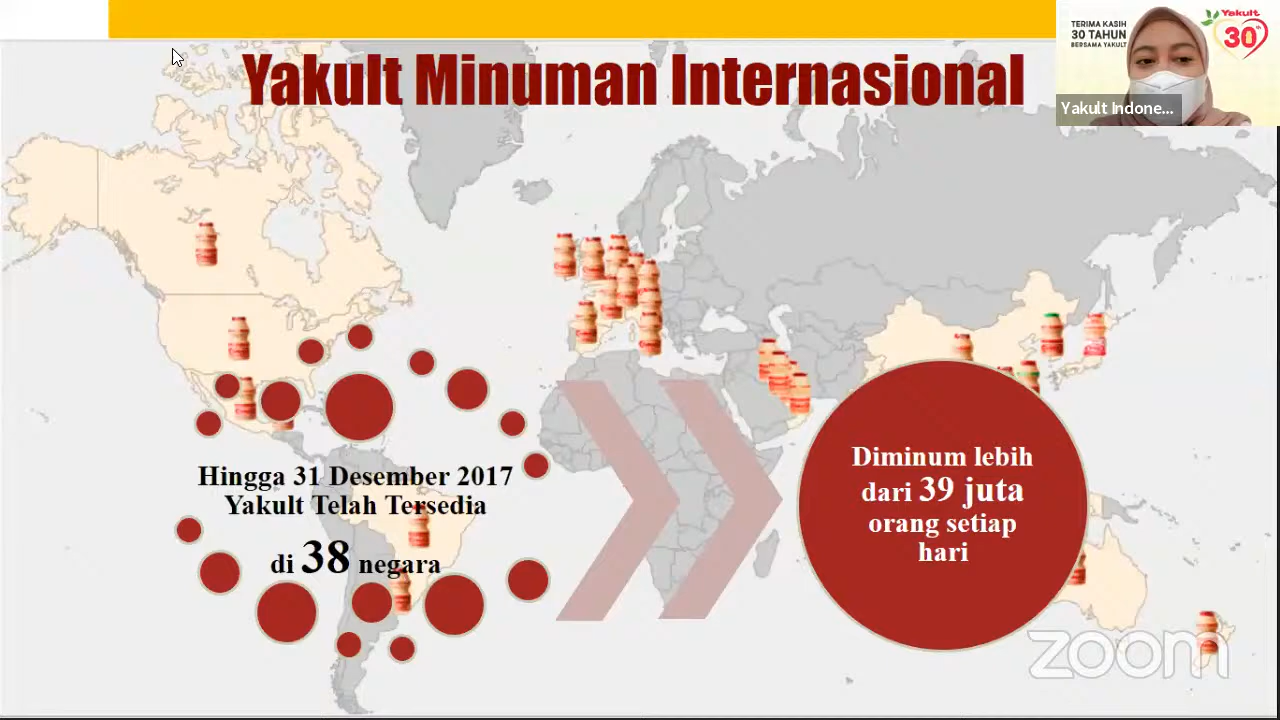 Yakult Minuman Internasional
TERIMA KASIH
30 TAHUN
BERSAMA YAKULT
Yakult
30
Yakult Indone...
Hingga 31 Desember 2017
Yakult Telah Tersedia
di 38 negara
Diminum lebih
dari 39 juta
orang setiap
hari
zoom